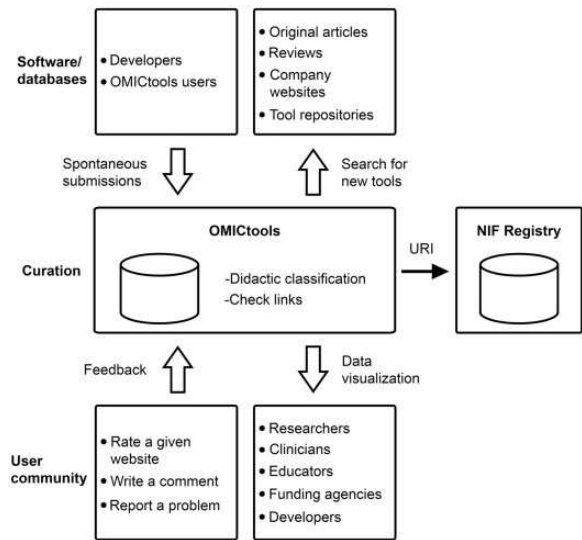 Software/
databases
• Developers
• OMICtools users
• Original articles
• Reviews
• Company
websites
• Tool repositories
Spontaneous
submissions
Search for
new tools
Curation
OMICtools
-Didactic classification
-Check links
URI
NIF Registry
Feedback
Data
visualization
User
community
• Rate a given
website
• Write a comment
• Report a problem
• Researchers
• Clinicians
• Educators
• Funding agencies
• Developers